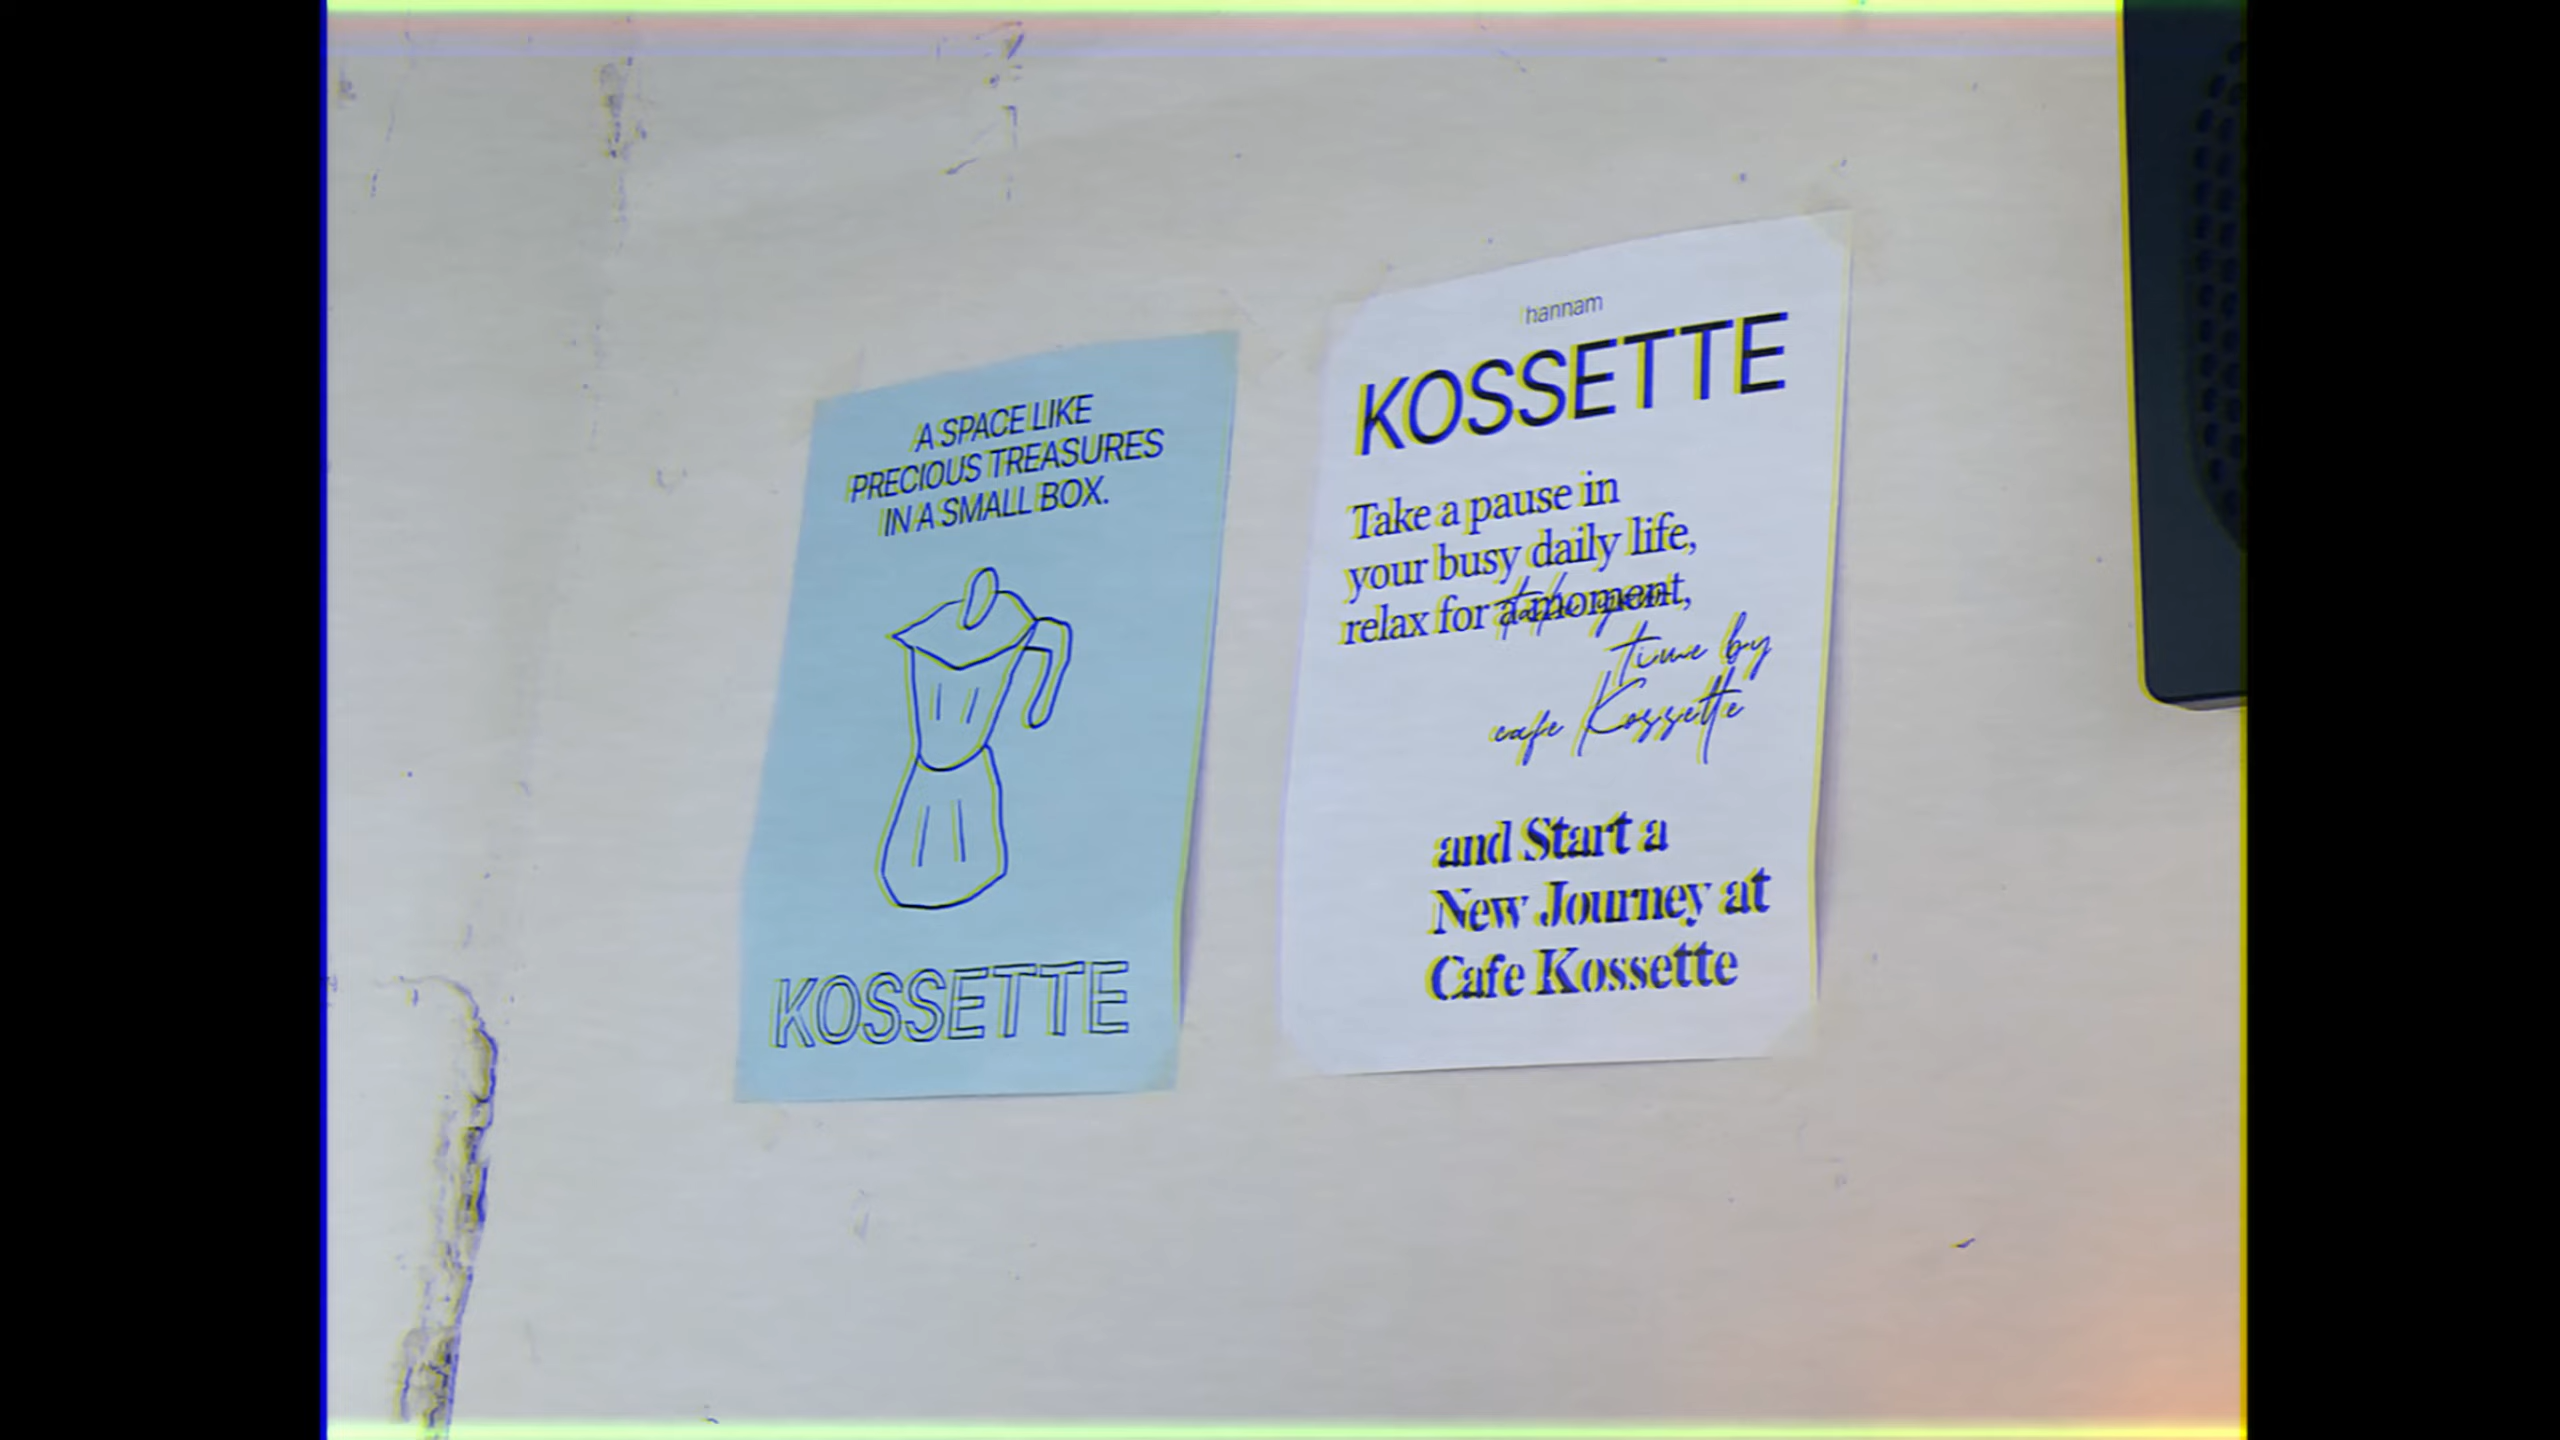 A SPACE LIKE
PRECIOUS TREASURES
IN A SMALL BOX.
KOSSETTE
hannam
KOSSETTE
Take a pause in
your busy daily life,
relax for a moment,
time by
cafe Kossette
and Start a
New Journey at
Cafe Kossette